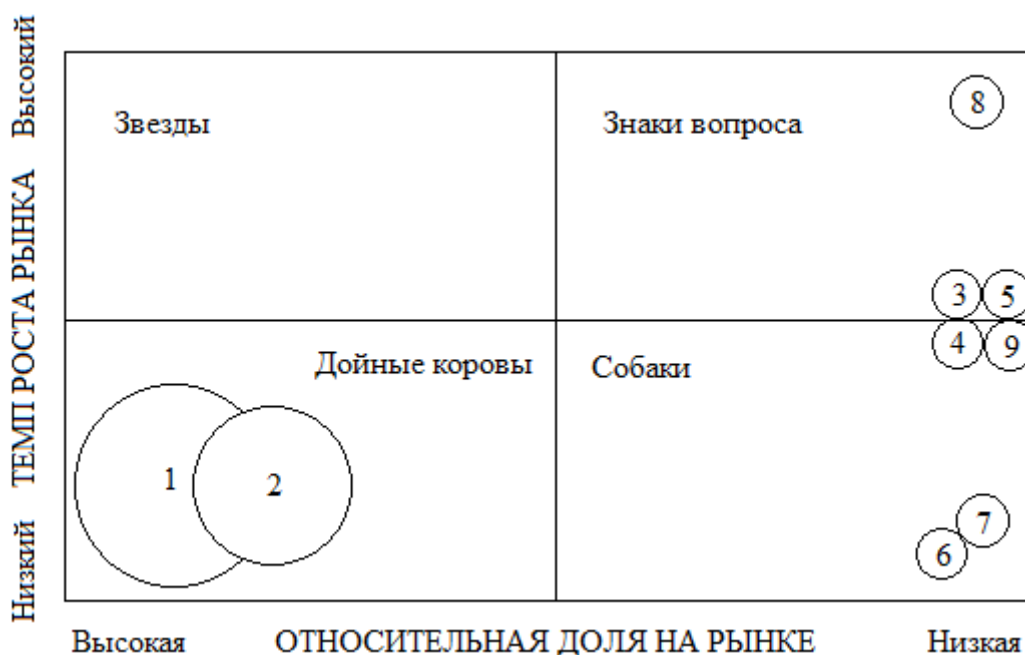 Высокий
ТЕМП РОСТА РЫНКА
Низкий
Звезды
Знаки вопроса
8
3
5
4
9
Дойные коровы
Собаки
1
2
7
6
Высокая
ОТНОСИТЕЛЬНАЯ ДОЛЯ НА РЫНКЕ
Низкая